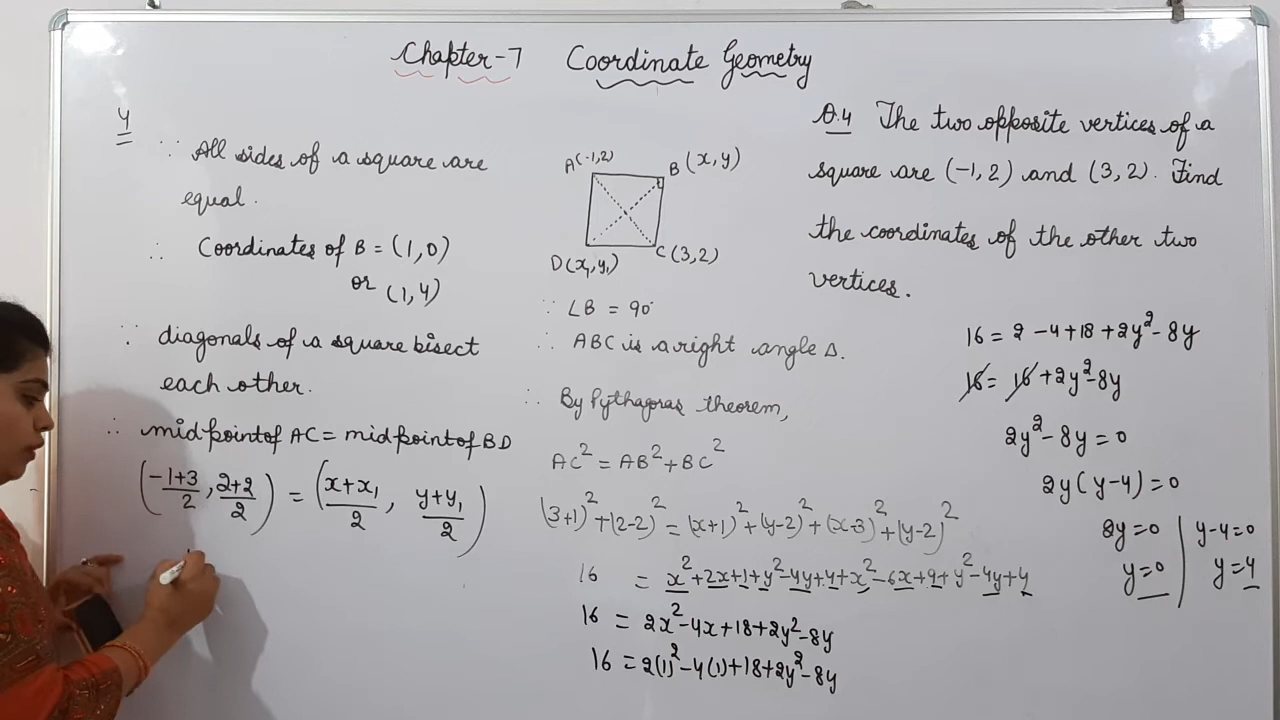 Chapter-7 Coordinate Geometry
4
∵ All sides of a square are
equal.
∴ Coordinates of B = (1, 0)
or (1, 4)
∵ diagonals of a square bisect
each other.
∴ midpoint of AC = midpoint of BD
(-1+3/2, 2+2/2) = (x+x₁/2, y+y₁/2)
A(-1,2)
B (x, y)
D(x₁, y₁)
C (3, 2)
∵ ∠B = 90°
∴ ABC is a right angle Δ.
∴ By Pythagoras theorem,
AC² = AB² + BC²
(3+1)² + (2-2)² = (x+1)² + (y-2)² + (x-3)² + (y-2)²
16 = x² + 2x + 1 + y² - 4y + 4 + x² - 6x + 9 + y² - 4y + 4
16 = 2x² - 4x + 18 + 2y² - 8y
16 = 2(1)² - 4(1) + 18 + 2y² - 8y
Q.4 The two opposite vertices of a
square are (-1, 2) and (3, 2). Find
the coordinates of the other two
vertices.
16 = 2 - 4 + 18 + 2y² - 8y
16 = 16 + 2y² - 8y
2y² - 8y = 0
2y(y-4) = 0
2y = 0 | y-4=0
y = 0 | y = 4